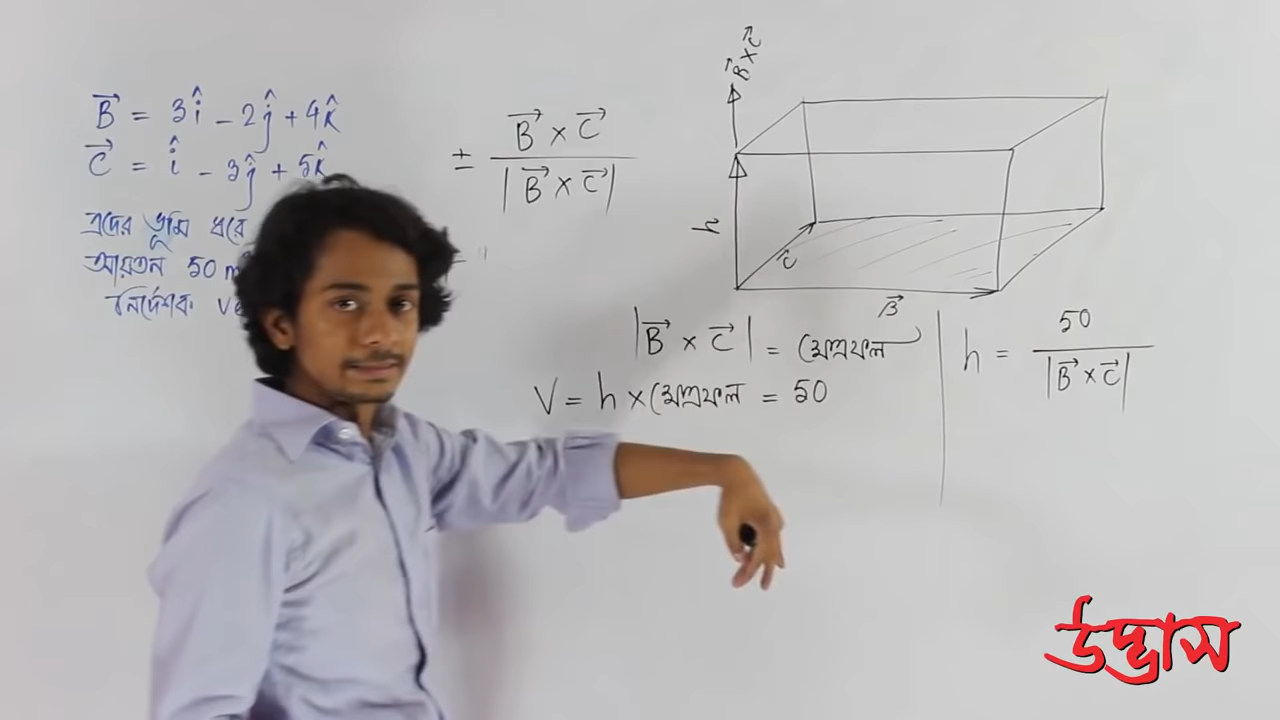 B⃗ = 3î - 2ĵ + 4k̂
C⃗ = î - 3ĵ + 5k̂
এদের ভূমি ধরে
আয়তন 50 m
নির্দেশক
± B⃗ × C⃗ / |B⃗ × C⃗|
=
B⃗ × C⃗
h
C⃗
B⃗
|B⃗ × C⃗| = ক্ষেত্রফল
V = h × ক্ষেত্রফল = 50
h = 50 / |B⃗ × C⃗|
উদ্ভাস